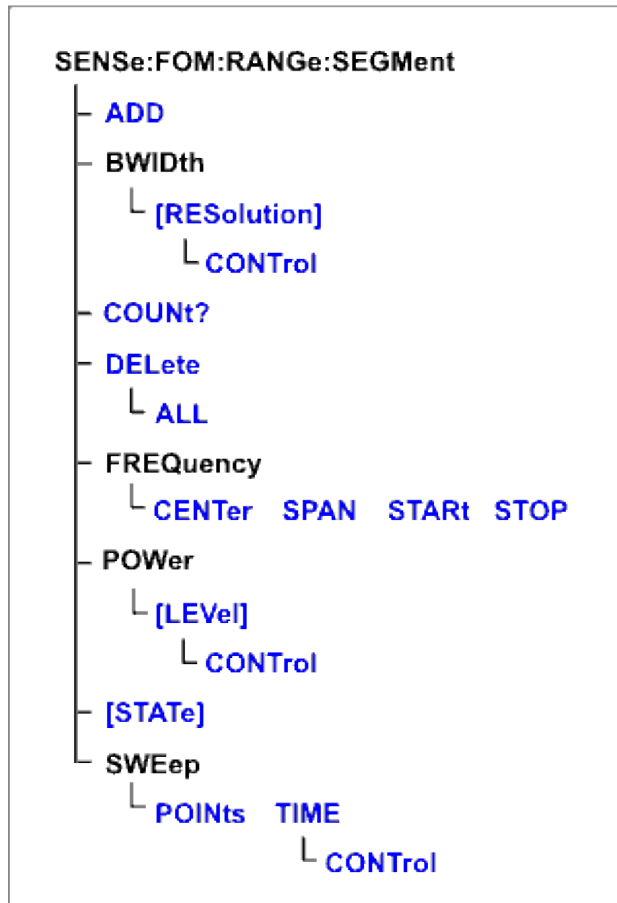 SENSe:FOM:RANGe:SEGMent
ADD
BWIDth
[RESolution]
CONTrol
COUNt?
DELete
ALL
FREQuency
CENTer SPAN STARt STOP
POWer
[LEVel]
CONTrol
[STATe]
SWEep
POINts TIME
CONTrol